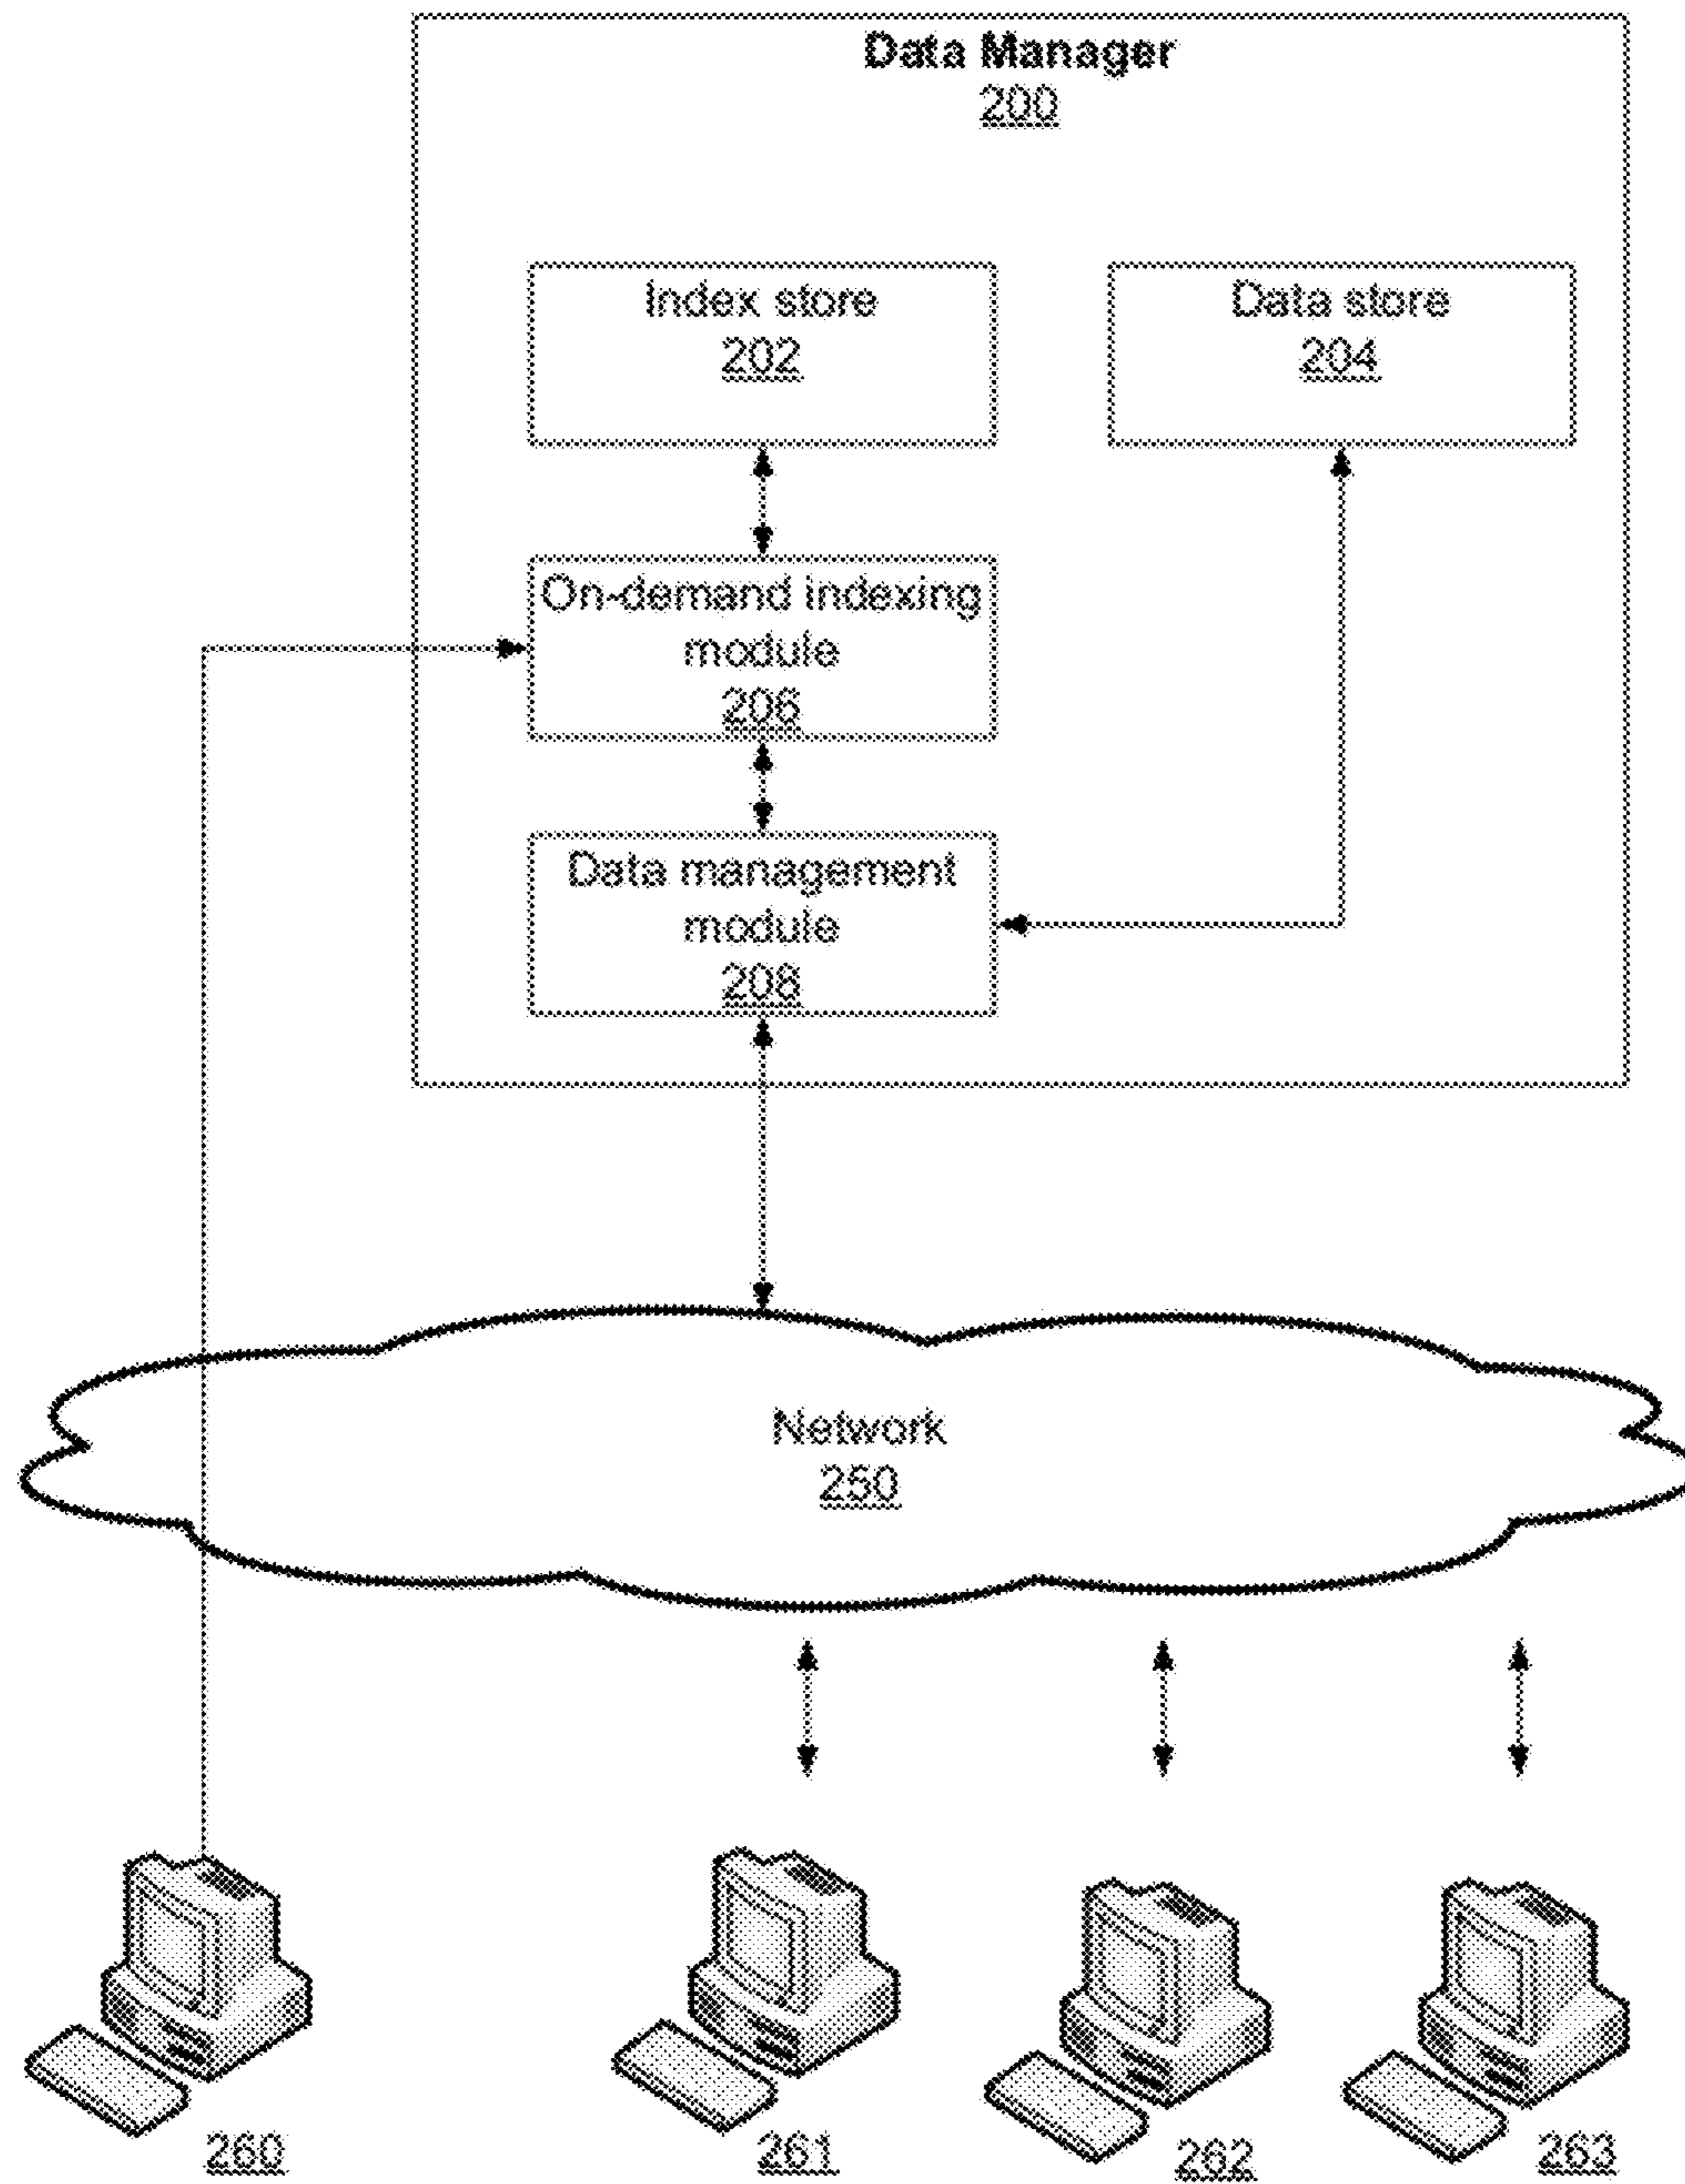 Data Manager
200
Index store
202
Data store
204
On-demand indexing
module
206
Data management
module
208
Network
250
260
261
262
263